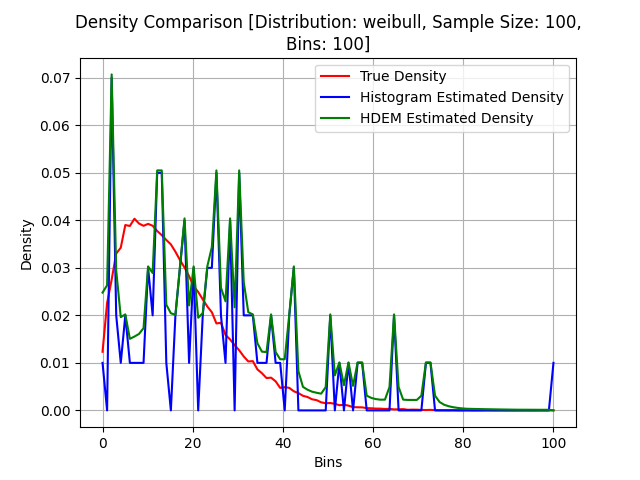 Density Comparison [Distribution: weibull, Sample Size: 100,
Bins: 100]
True Density
Histogram Estimated Density
HDEM Estimated Density
Density
0.07
0.06
0.05
0.04
0.03
0.02
0.01
0.00
0 20 40 60 80 100
Bins